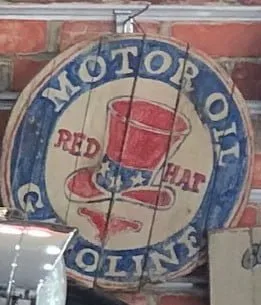 MOTOR OIL
RED HAT
GASOLINE